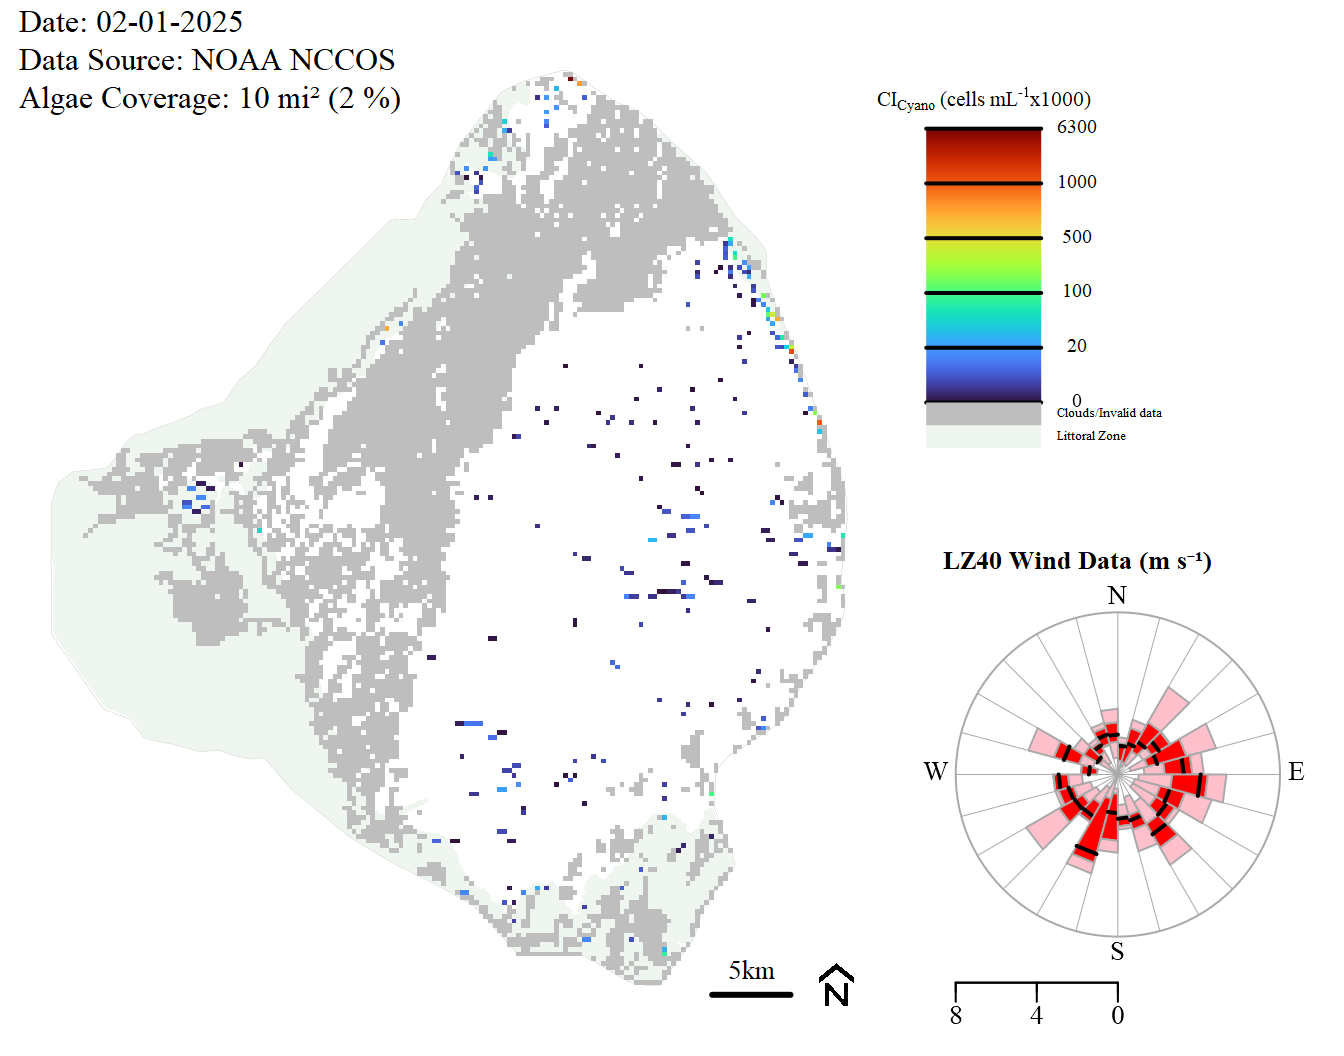 Date: 02-01-2025
Data Source: NOAA NCCOS
Algae Coverage: 10 mi² (2 %)
CICyano (cells mL⁻¹x1000)
6300
1000
500
100
20
0
Clouds/Invalid data
Littoral Zone
LZ40 Wind Data (m s⁻¹)
N
W
E
S
5km
N
8 4 0